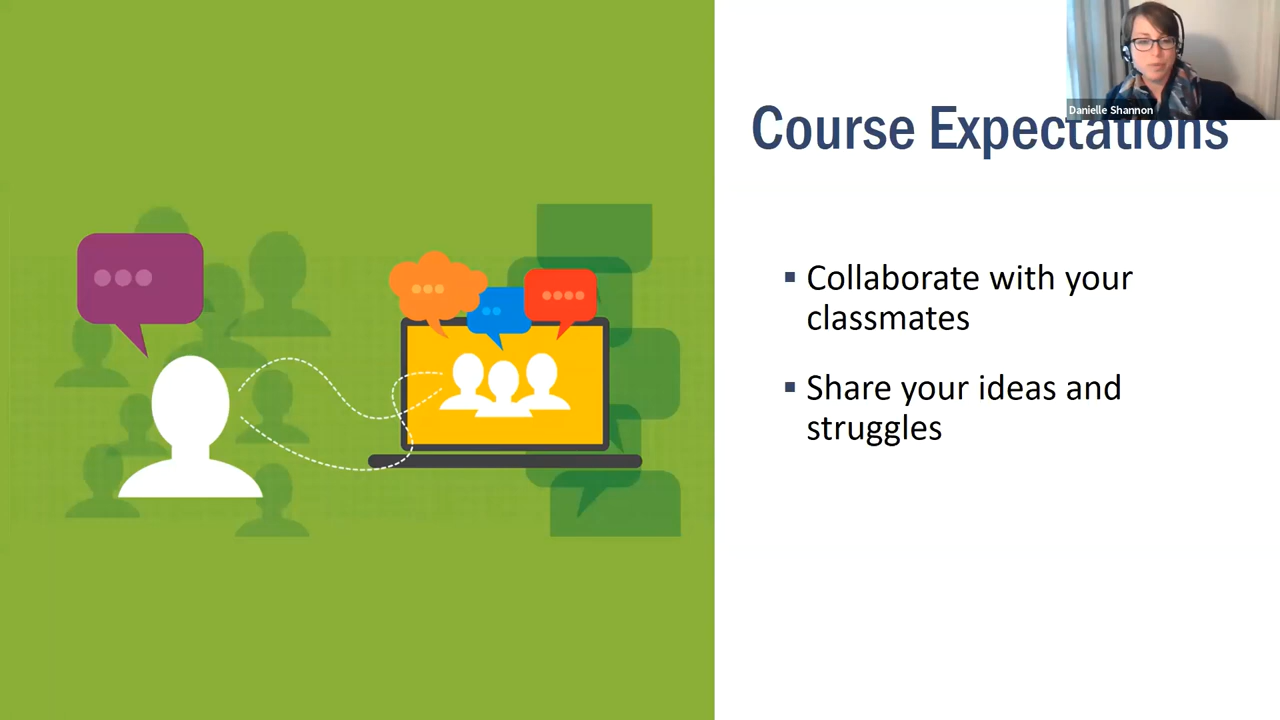 Danielle Shannon
Course Expectations
▪ Collaborate with your
classmates
▪ Share your ideas and
struggles